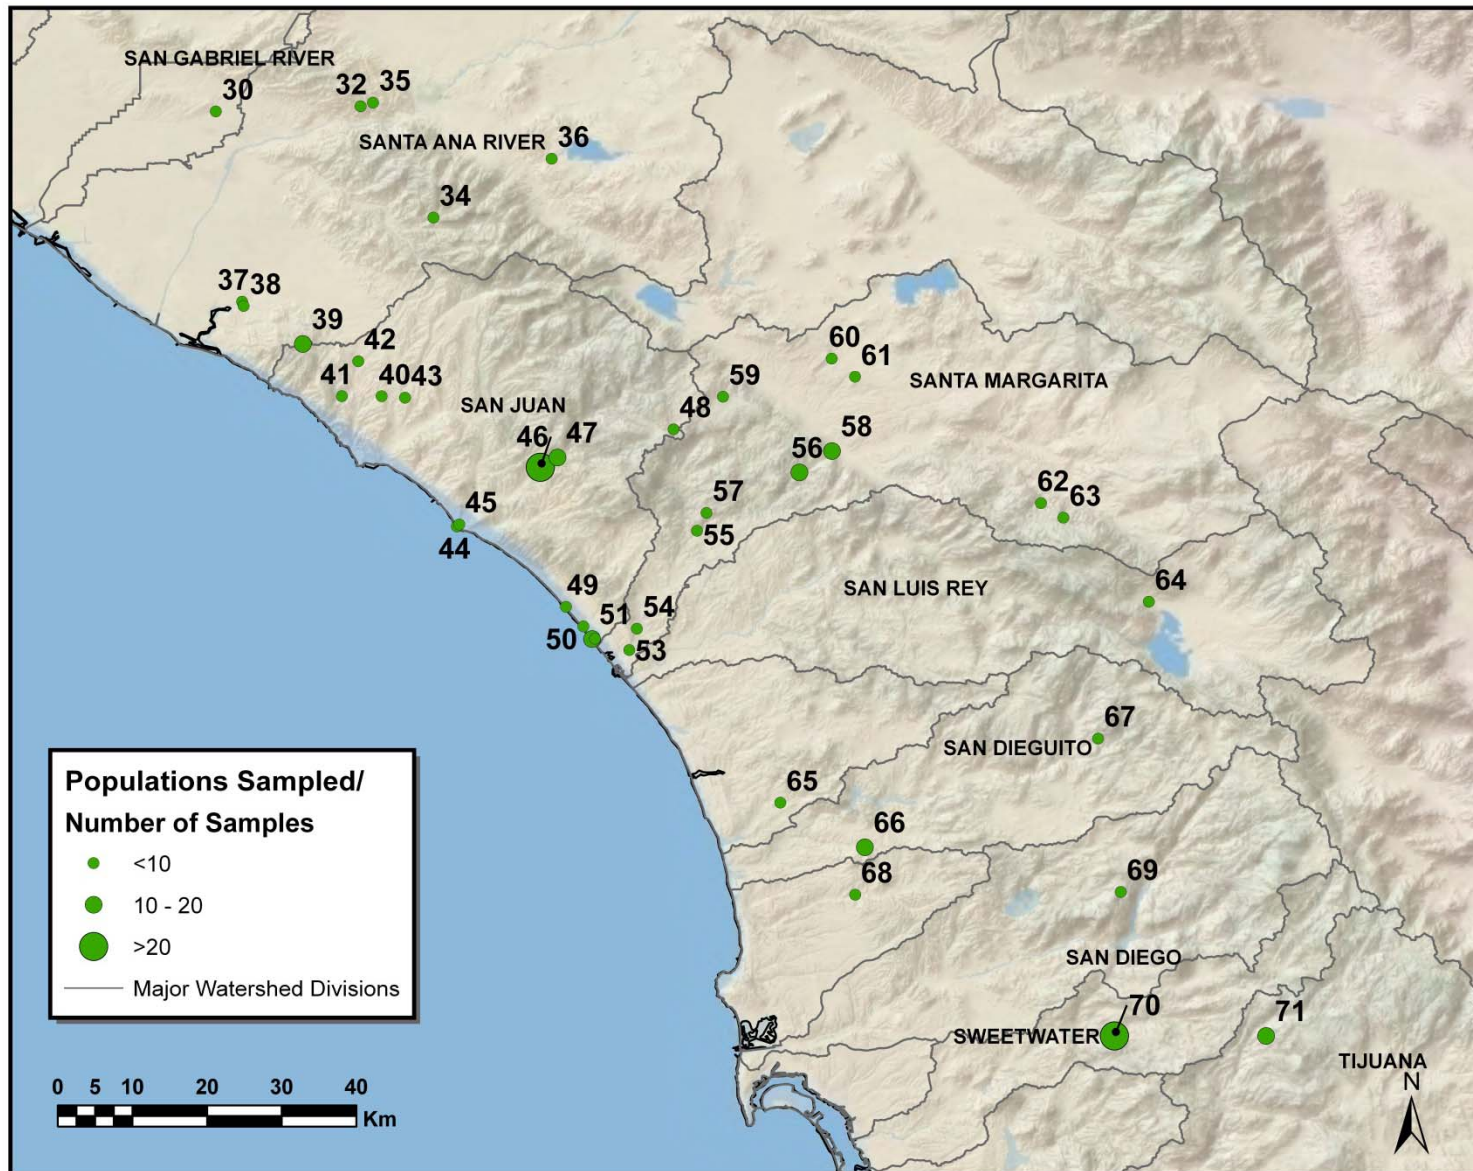 SAN GABRIEL RIVER
30
32
35
SANTA ANA RIVER
36
34
37
38
39
42
41
40
43
SAN JUAN
46
47
48
59
60
61
SANTA MARGARITA
58
56
57
55
62
63
45
44
49
51
50
54
53
SAN LUIS REY
64
67
SAN DIEGUITO
65
66
68
69
SAN DIEGO
70
SWEETWATER
71
TIJUANA
N
Populations Sampled/
Number of Samples
<10
10 - 20
>20
Major Watershed Divisions
0 5 10 20 30 40
Km